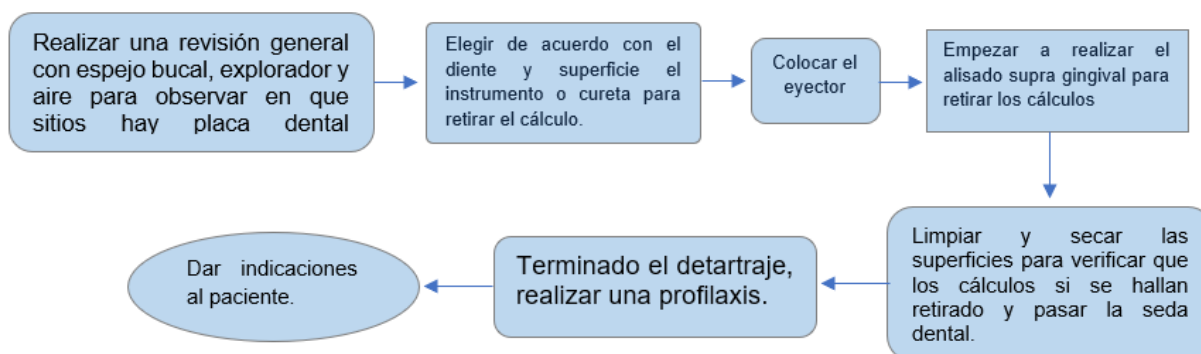 Realizar una revisión general
con espejo bucal, explorador y
aire para observar en que
sitios hay placa dental
Elegir de acuerdo con el
diente y superficie el
instrumento o cureta para
retirar el cálculo.
Colocar el
eyector
Empezar a realizar el
alisado supra gingival para
retirar los cálculos
Limpiar y secar las
superficies para verificar que
los cálculos si se hallan
retirado y pasar la seda
dental.
Terminado el detartraje,
realizar una profilaxis.
Dar indicaciones
al paciente.